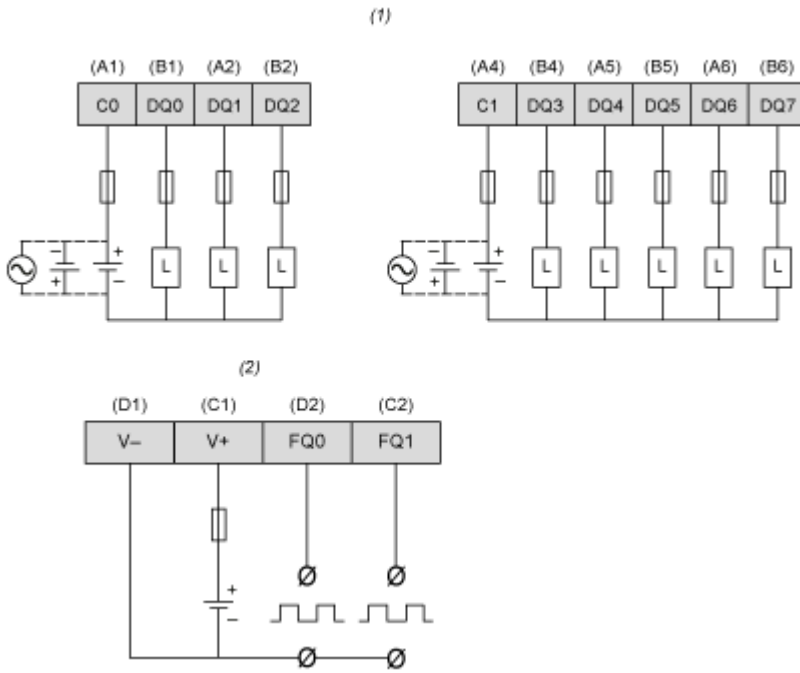 (1)
(A1) (B1) (A2) (B2)
C0 DQ0 DQ1 DQ2
+
– +
–
L L L
(A4) (B4) (A5) (B5) (A6) (B6)
C1 DQ3 DQ4 DQ5 DQ6 DQ7
– +
+ –
L L L L L
(2)
(D1) (C1) (D2) (C2)
V– V+ FQ0 FQ1
+
–